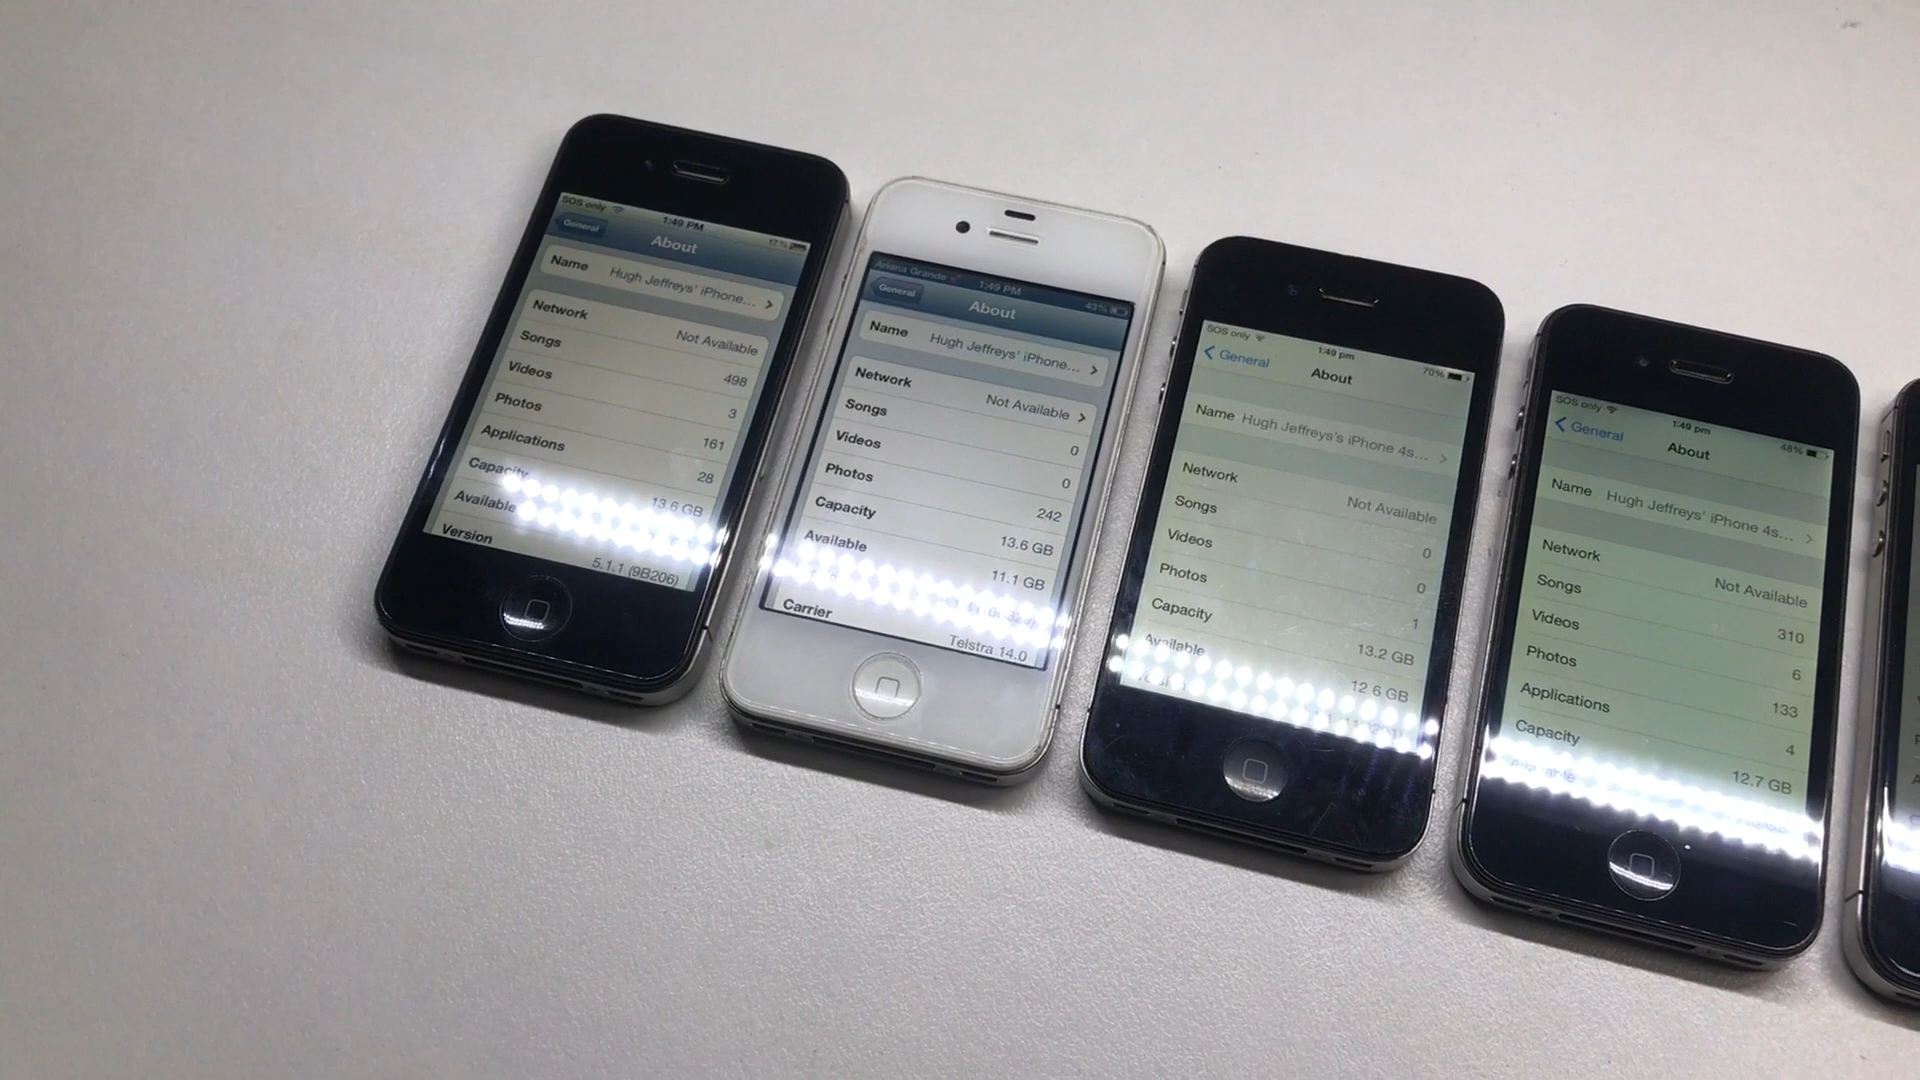 SOS only 1:49 PM 17%
General About
Name Hugh Jeffreys' iPhone...
Network Not Available
Songs 498
Videos 3
Photos 161
Applications 28
Capacity 13.6 GB
Available
Version 5.1.1 (9B206)
Ariana Grande 1:49 PM 43%
General About
Name Hugh Jeffreys' iPhone...
Network Not Available
Songs 0
Videos 0
Photos 242
Capacity 13.6 GB
Available 11.1 GB
Carrier Telstra 14.0
SOS only 1:49 pm 70%
General About
Name Hugh Jeffreys's iPhone 4s...
Network Not Available
Songs 0
Videos 0
Photos 1
Capacity 13.2 GB
Available 12.6 GB
SOS only 1:49 pm 48%
General About
Name Hugh Jeffreys' iPhone 4s...
Network Not Available
Songs 310
Videos 6
Photos 133
Applications 4
Capacity 12.7 GB
Available